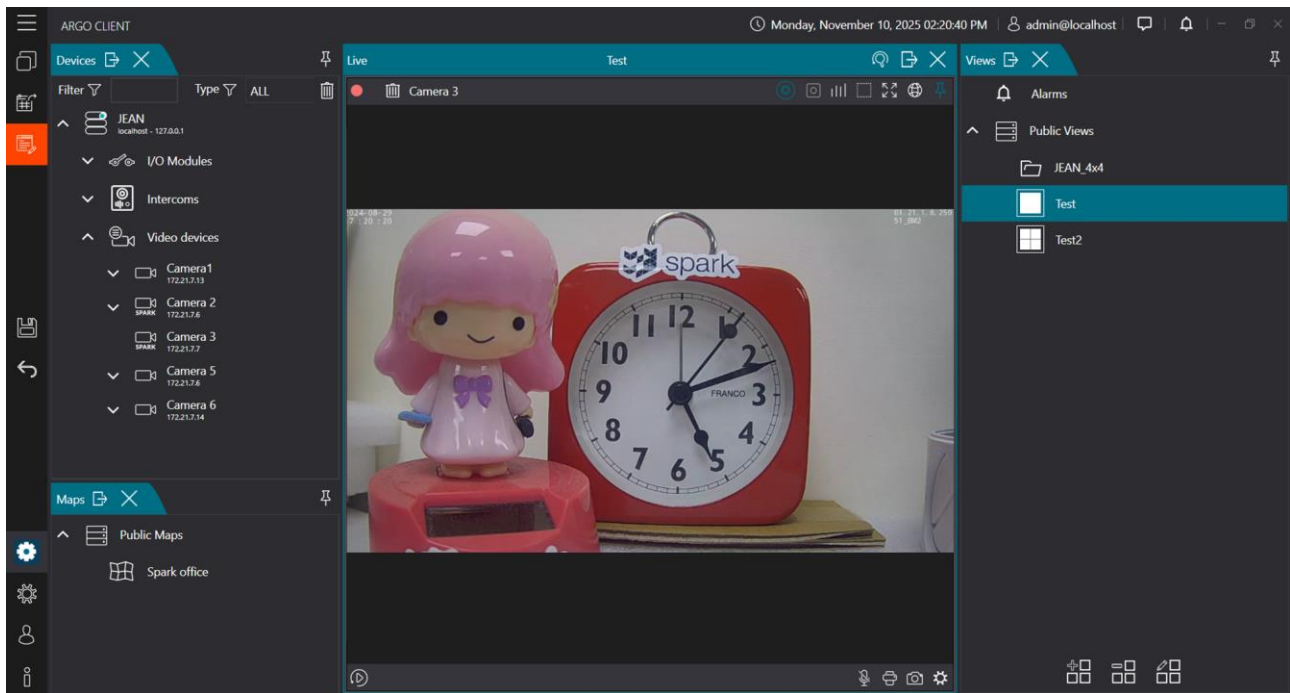 ARGO CLIENT
Monday, November 10, 2025 02:20:40 PM
admin@localhost
Devices
Filter
Type
ALL
JEAN
localhost - 127.0.0.1
I/O Modules
Intercoms
Video devices
Camera1
172.21.7.13
Camera 2
SPARK
172.21.7.6
Camera 3
SPARK
172.21.7.7
Camera 5
172.21.7.6
Camera 6
172.21.7.14
Maps
Public Maps
Spark office
Live
Test
Camera 3
2024-08-29
spark
12
1
2
3
4
5
6
7
8
9
10
11
FRANCO
Views
Alarms
Public Views
JEAN_4x4
Test
Test2